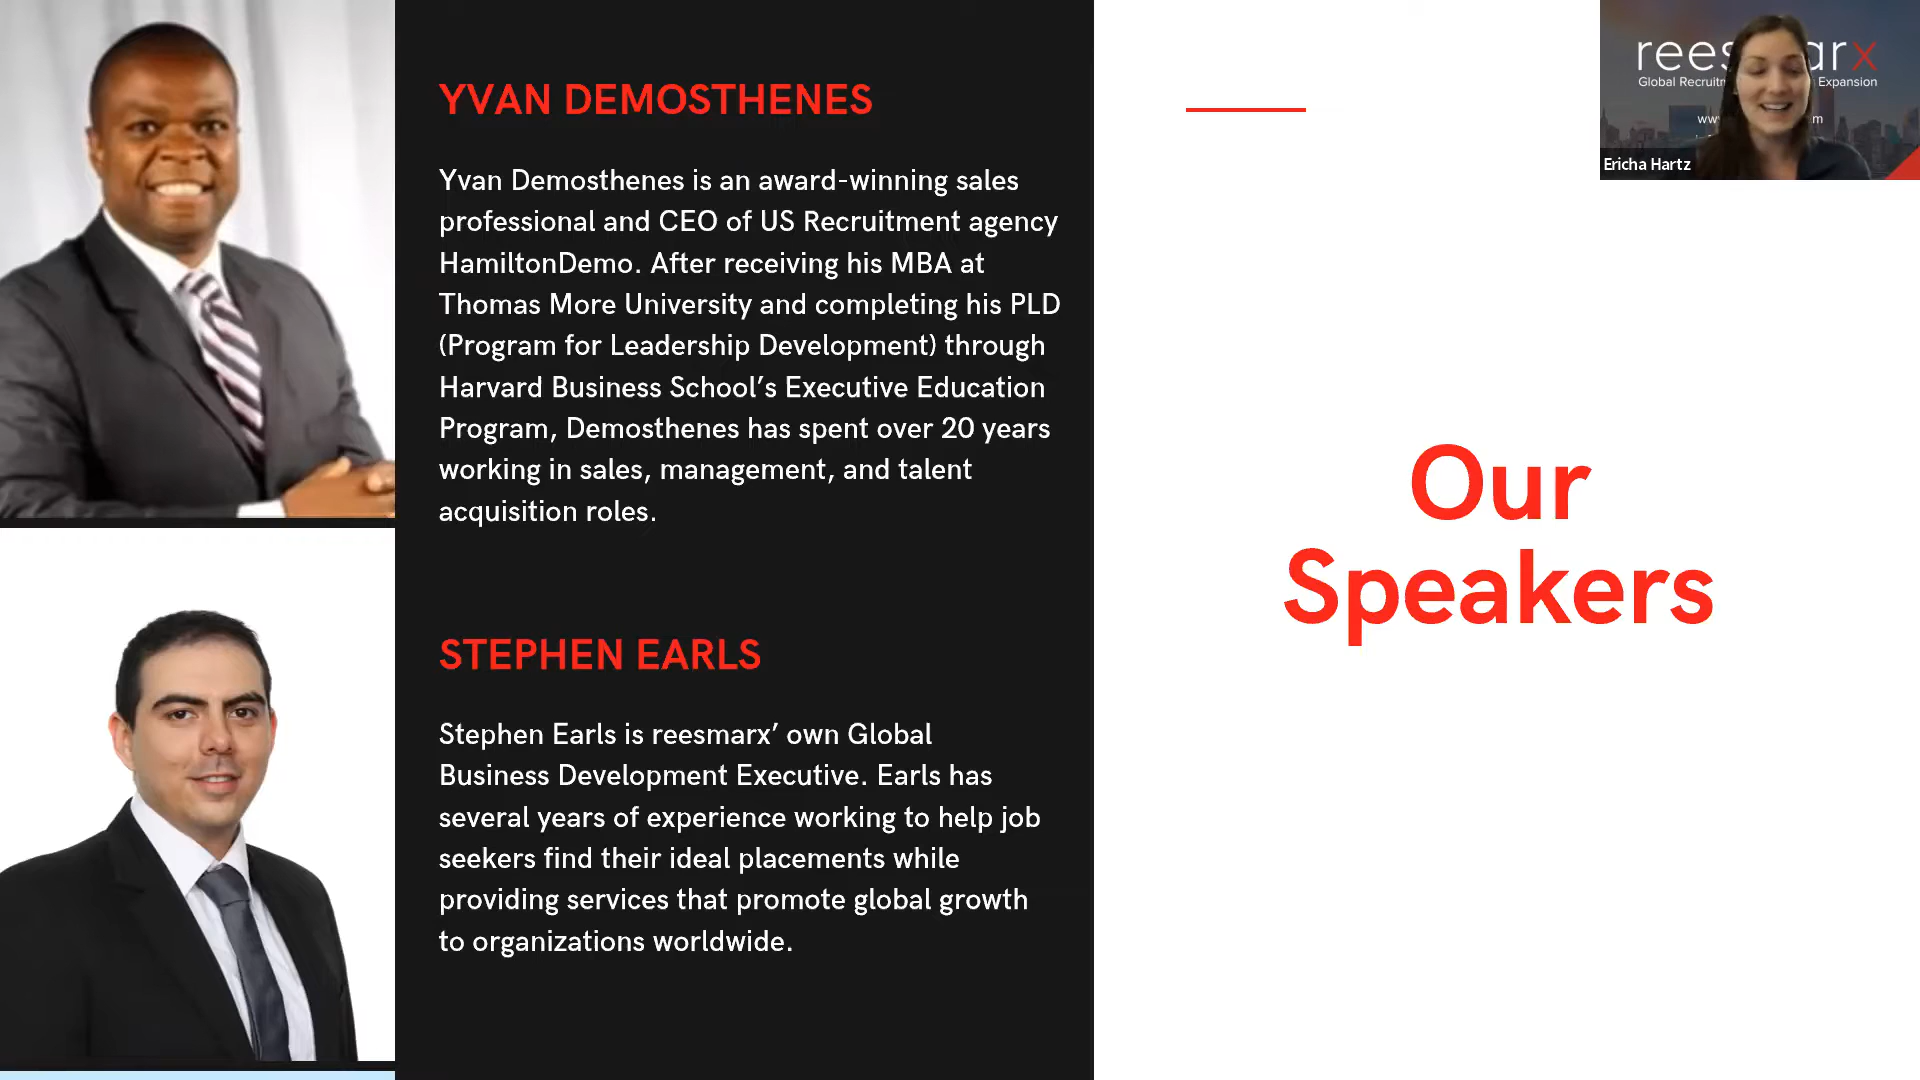 YVAN DEMOSTHENES
Yvan Demosthenes is an award-winning sales
professional and CEO of US Recruitment agency
HamiltonDemo. After receiving his MBA at
Thomas More University and completing his PLD
(Program for Leadership Development) through
Harvard Business School’s Executive Education
Program, Demosthenes has spent over 20 years
working in sales, management, and talent
acquisition roles.
STEPHEN EARLS
Stephen Earls is reesmarx’ own Global
Business Development Executive. Earls has
several years of experience working to help job
seekers find their ideal placements while
providing services that promote global growth
to organizations worldwide.
Our
Speakers
Global
Expansion
Ericha Hartz